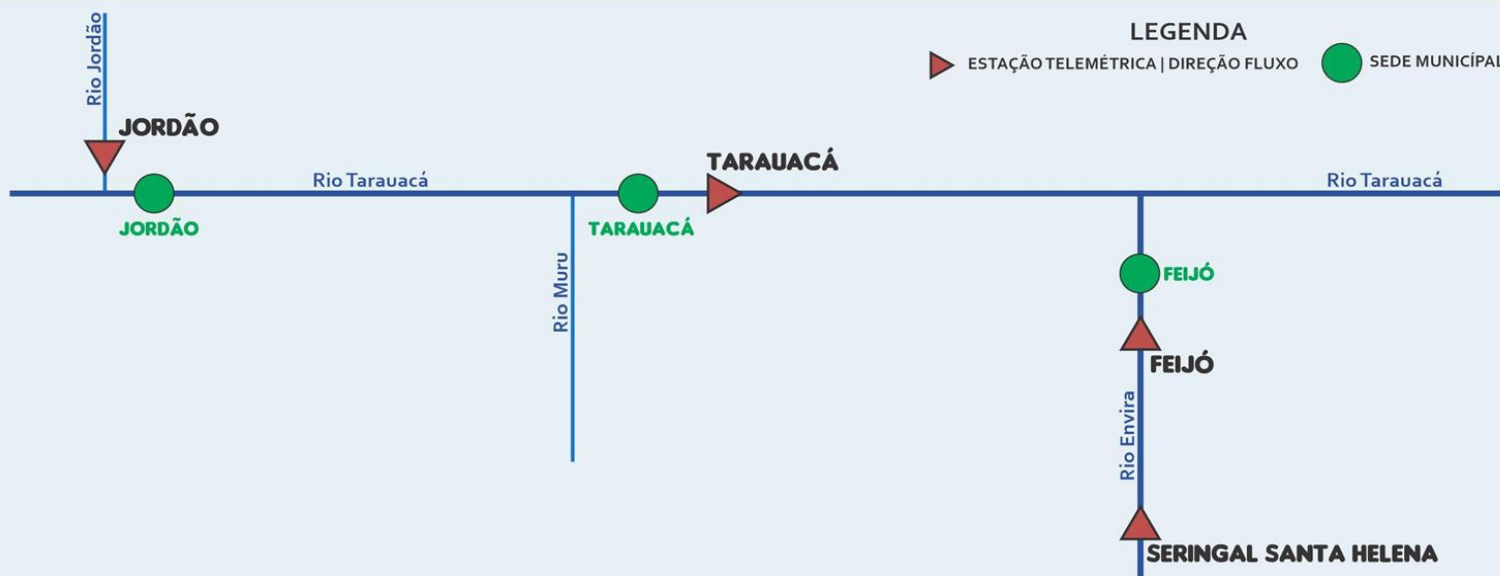 LEGENDA
ESTAÇÃO TELEMÉTRICA | DIREÇÃO FLUXO
SEDE MUNICÍPAL
Rio Jordão
JORDÃO
JORDÃO
Rio Tarauacá
TARAUACÁ
TARAUACÁ
Rio Tarauacá
Rio Muru
FEIJÓ
FEIJÓ
Rio Envira
SERINGAL SANTA HELENA